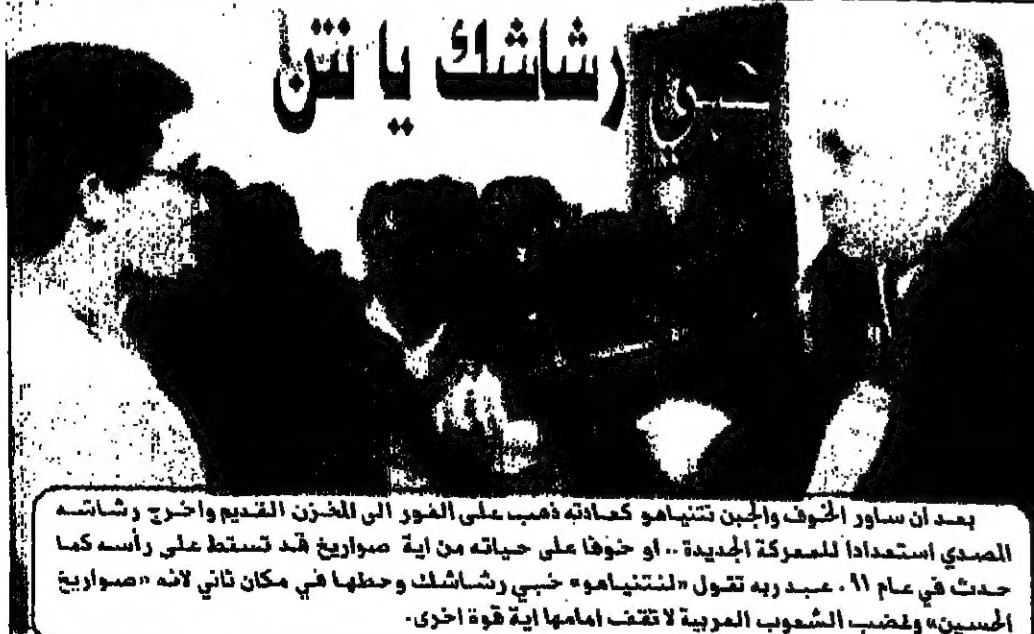 خبي رشاشك يا نتن
بعد ان ساور الخوف والجبن نتنياهو كعادته ذهب على الفور الى المخزن القديم واخرج رشاشه
الصدي استعدادا للمعركة الجديدة .. او خوفا على حياته من اية صواريخ قد تسقط على رأسه كما
حدث في عام ٩١. عبد ربه تقول «لنتنياهو» خبي رشاشك وحطها في مكان ثاني لانه «صواريخ
الحسين» وغضب الشعوب العربية لا تقف امامها اية قوة اخرى.